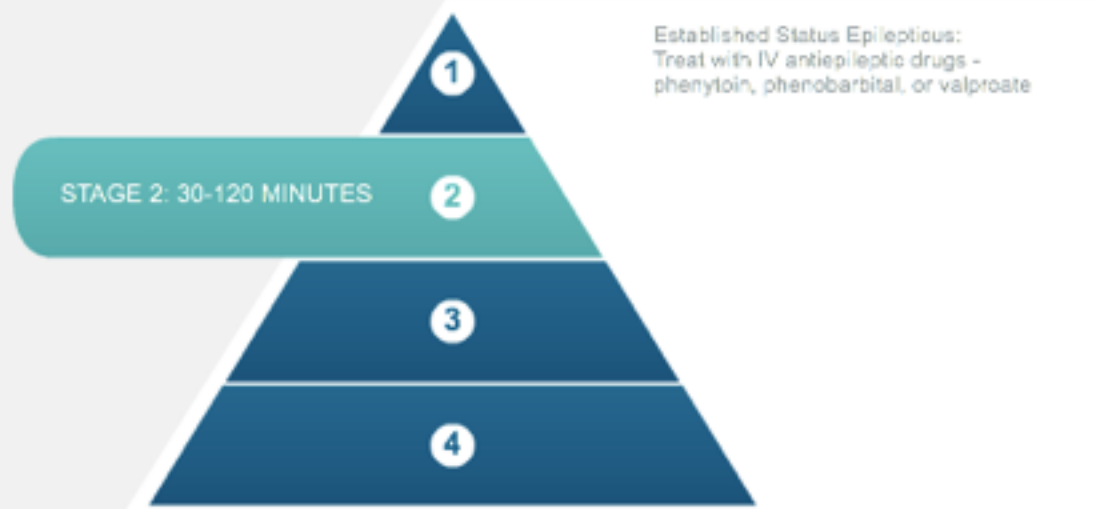 1
Established Status Epilepticus:
Treat with IV antiepileptic drugs -
phenytoin, phenobarbital, or valproate
STAGE 2: 30-120 MINUTES
2
3
4